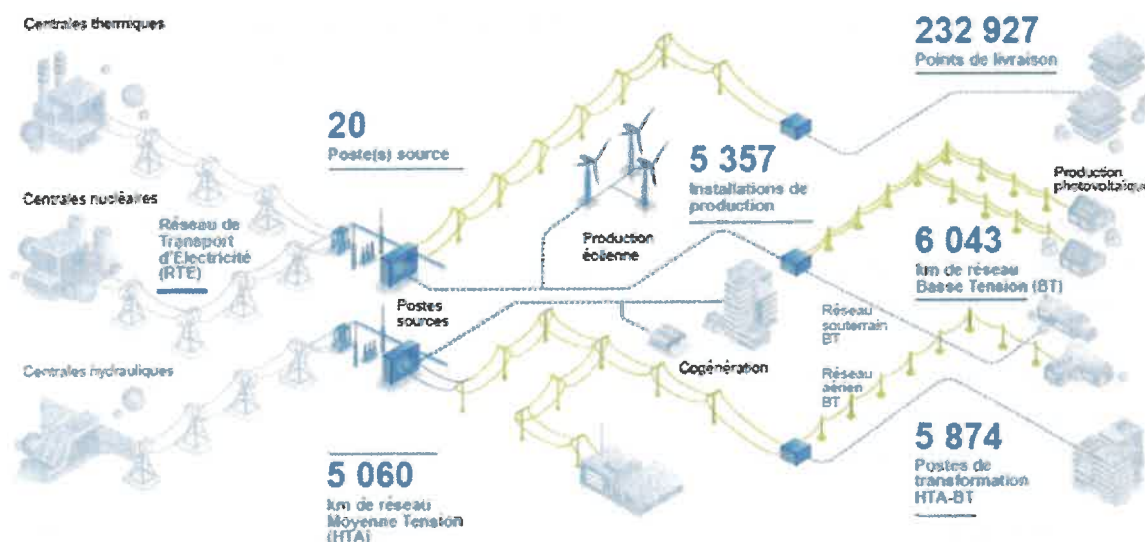 Centrales thermiques
232 927
Points de livraison
20
Poste(s) source
5 357
Installations de
production
Production
photovoltaïque
Centrales nucléaires
Réseau de
Transport
d'Électricité
(RTE)
Production
éolienne
6 043
km de réseau
Basse Tension (BT)
Postes
sources
Réseau
souterrain
BT
Centrales hydrauliques
Cogénération
Réseau
aérien
BT
5 060
km de réseau
Moyenne Tension
(HTA)
5 874
Postes de
transformation
HTA-BT